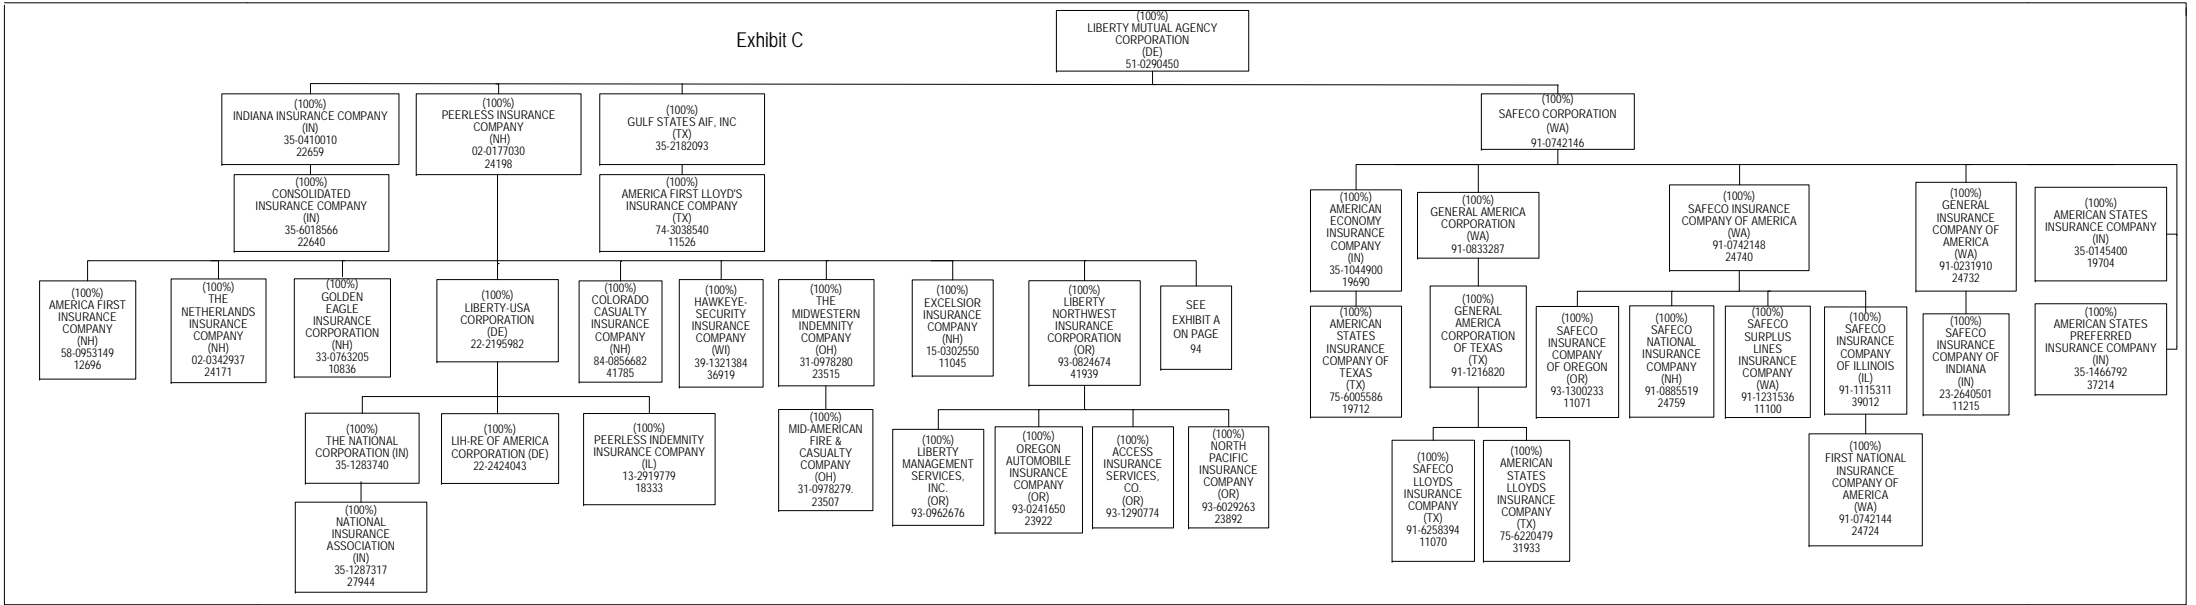 Exhibit C
(100%)
LIBERTY MUTUAL AGENCY
CORPORATION
(DE)
51-0290450
(100%)
INDIANA INSURANCE COMPANY
(IN)
35-0410010
22659
(100%)
PEERLESS INSURANCE
COMPANY
(NH)
02-0177030
24198
(100%)
GULF STATES AIF, INC
(TX)
35-2182093
(100%)
SAFECO CORPORATION
(WA)
91-0742146
(100%)
CONSOLIDATED
INSURANCE COMPANY
(IN)
35-6018566
22640
(100%)
AMERICA FIRST LLOYD'S
INSURANCE COMPANY
(TX)
74-3038540
11526
(100%)
AMERICAN
ECONOMY
INSURANCE
COMPANY
(IN)
35-1044900
19690
(100%)
GENERAL AMERICA
CORPORATION
(WA)
91-0833287
(100%)
SAFECO INSURANCE
COMPANY OF AMERICA
(WA)
91-0742148
24740
(100%)
GENERAL
INSURANCE
COMPANY OF
AMERICA
(WA)
91-0231910
24732
(100%)
AMERICAN STATES
INSURANCE COMPANY
(IN)
35-0145400
19704
(100%)
AMERICA FIRST
INSURANCE
COMPANY
(NH)
58-0953149
12696
(100%)
THE
NETHERLANDS
INSURANCE
COMPANY
(NH)
02-0342937
24171
(100%)
GOLDEN
EAGLE
INSURANCE
CORPORATION
(NH)
33-0763205
10836
(100%)
LIBERTY-USA
CORPORATION
(DE)
22-2195982
(100%)
COLORADO
CASUALTY
INSURANCE
COMPANY
(NH)
84-0856682
41785
(100%)
HAWKEYE-
SECURITY
INSURANCE
COMPANY
(WI)
39-1321384
36919
(100%)
THE
MIDWESTERN
INDEMNITY
COMPANY
(OH)
31-0978280
23515
(100%)
EXCELSIOR
INSURANCE
COMPANY
(NH)
15-0302550
11045
(100%)
LIBERTY
NORTHWEST
INSURANCE
CORPORATION
(OR)
93-0824674
41939
SEE
EXHIBIT A
ON PAGE
94
(100%)
AMERICAN
STATES
INSURANCE
COMPANY OF
TEXAS
(TX)
75-6005586
19712
(100%)
GENERAL
AMERICA
CORPORATION
OF TEXAS
(TX)
91-1216820
(100%)
SAFECO
INSURANCE
COMPANY
OF OREGON
(OR)
93-1300233
11071
(100%)
SAFECO
NATIONAL
INSURANCE
COMPANY
(NH)
91-0885519
24759
(100%)
SAFECO
SURPLUS
LINES
INSURANCE
COMPANY
(WA)
91-1231536
11100
(100%)
SAFECO
INSURANCE
COMPANY
OF ILLINOIS
(IL)
91-1115311
39012
(100%)
SAFECO
INSURANCE
COMPANY OF
INDIANA
(IN)
23-2640501
11215
(100%)
AMERICAN STATES
PREFERRED
INSURANCE COMPANY
(IN)
35-1466792
37214
(100%)
THE NATIONAL
CORPORATION (IN)
35-1283740
(100%)
LIH-RE OF AMERICA
CORPORATION (DE)
22-2424043
(100%)
PEERLESS INDEMNITY
INSURANCE COMPANY
(IL)
13-2919779
18333
(100%)
MID-AMERICAN
FIRE &
CASUALTY
COMPANY
(OH)
31-0978279.
23507
(100%)
LIBERTY
MANAGEMENT
SERVICES,
INC.
(OR)
93-0962676
(100%)
OREGON
AUTOMOBILE
INSURANCE
COMPANY
(OR)
93-0241650
23922
(100%)
ACCESS
INSURANCE
SERVICES,
CO.
(OR)
93-1290774
(100%)
NORTH
PACIFIC
INSURANCE
COMPANY
(OR)
93-6029263
23892
(100%)
SAFECO
LLOYDS
INSURANCE
COMPANY
(TX)
91-6258394
11070
(100%)
AMERICAN
STATES
LLOYDS
INSURANCE
COMPANY
(TX)
75-6220479
31933
(100%)
FIRST NATIONAL
INSURANCE
COMPANY OF
AMERICA
(WA)
91-0742144
24724
(100%)
NATIONAL
INSURANCE
ASSOCIATION
(IN)
35-1287317
27944